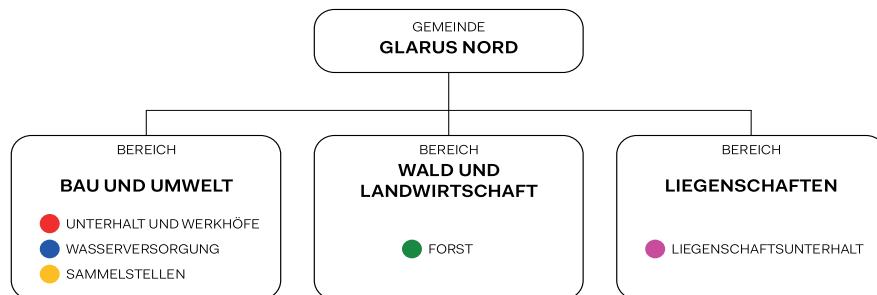 GEMEINDE
GLARUS NORD
BEREICH
BAU UND UMWELT
UNTERHALT UND WERKHÖFE
WASSERVERSORGUNG
SAMMELSTELLEN
BEREICH
WALD UND
LANDWIRTSCHAFT
FORST
BEREICH
LIEGENSCHAFTEN
LIEGENSCHAFTSUNTERHALT